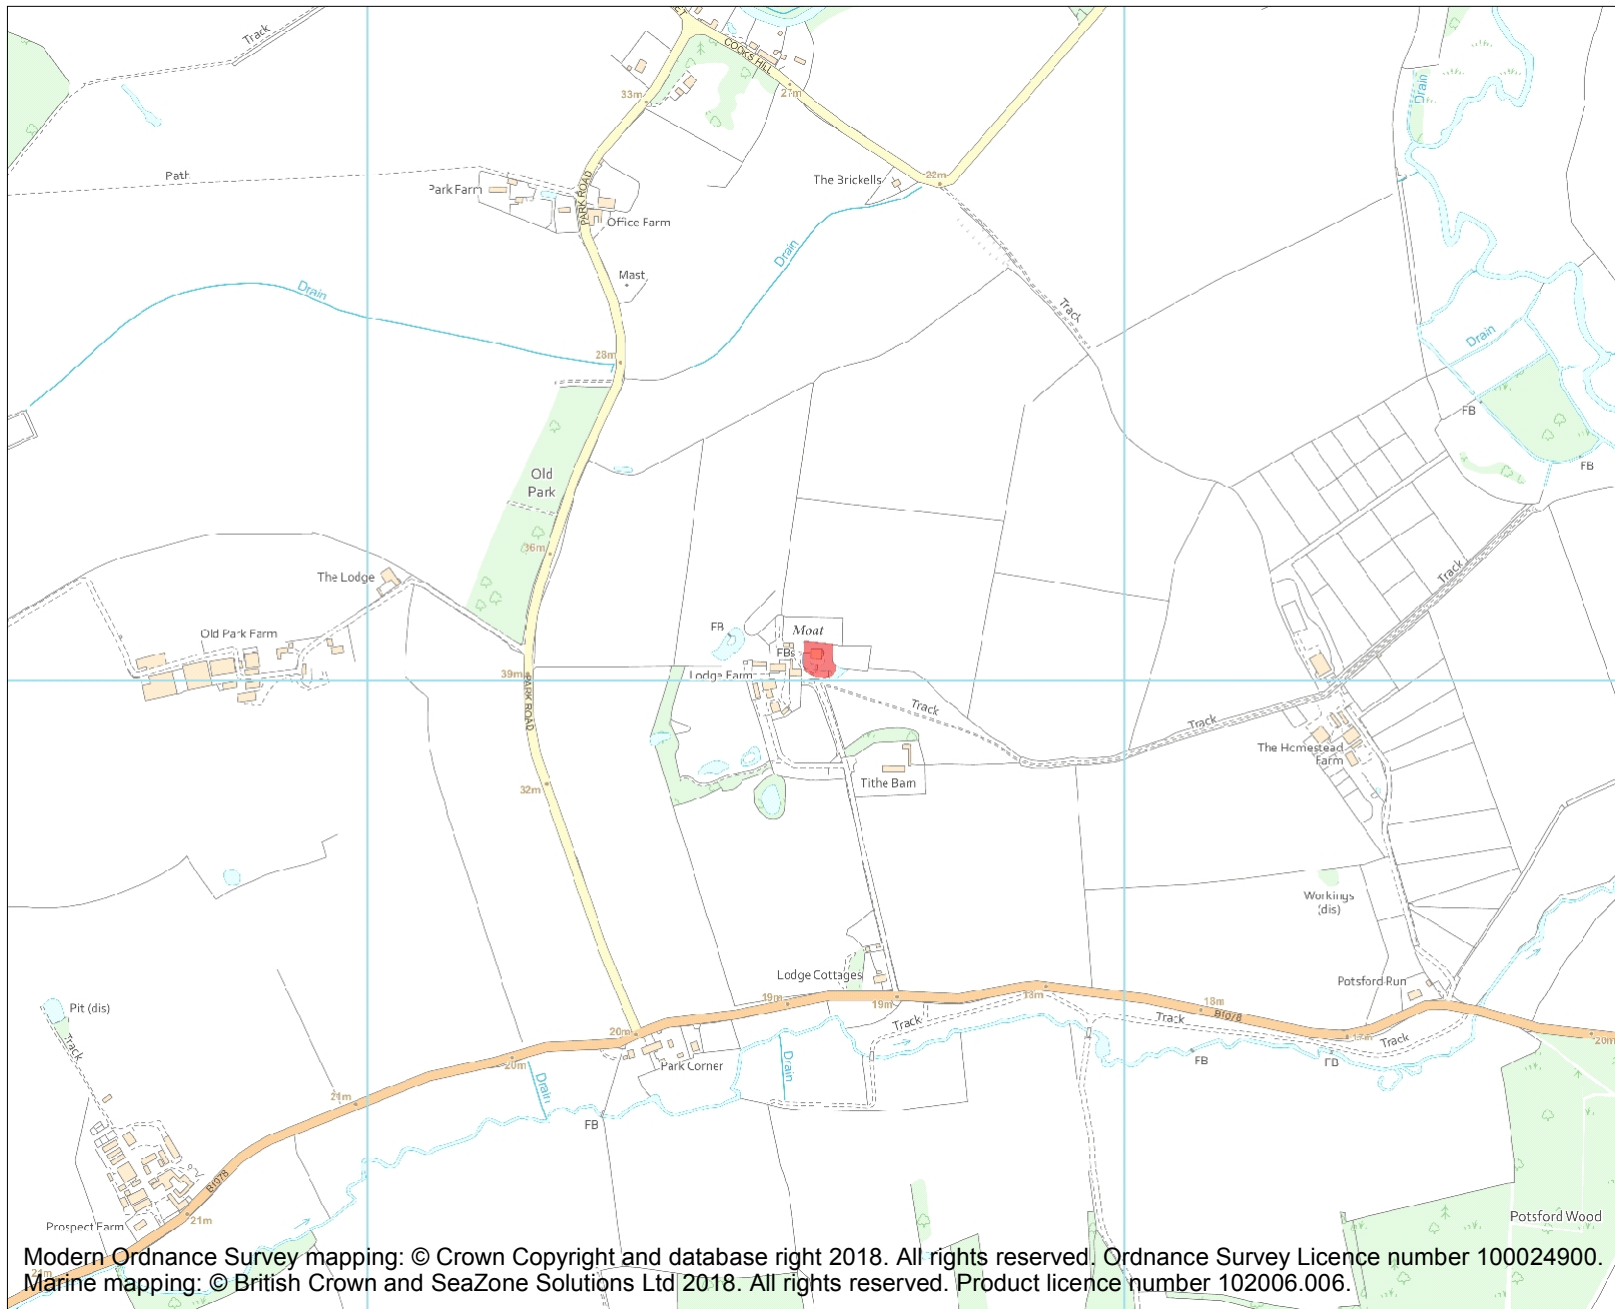 Track
COOKS HILL
33m
27m
Drain
Path
Park Farm
PARK ROAD
Office Farm
The Brickells
22m
Mast
Drain
Drain
Track
28m
Drain
FB
FB
Old
Park
36m
The Lodge
Old Park Farm
Track
FB
Moat
FBs
Lodge Farm
39m
PARK ROAD
Track
Track
The Homestead
Farm
Tithe Barn
32m
Workings
(dis)
Lodge Cottages
Potsford Run
Pit (dis)
Track
19m
19m
18m
18m
B1078
Track
Track
Track
17m
20m
20m
20m
Park Corner
Drain
Drain
FB
FB
FB
21m
B1078
Prospect Farm
21m
21m
Potsford Wood
Modern Ordnance Survey mapping: © Crown Copyright and database right 2018. All rights reserved. Ordnance Survey Licence number 100024900.
Marine mapping: © British Crown and SeaZone Solutions Ltd 2018. All rights reserved. Product licence number 102006.006.